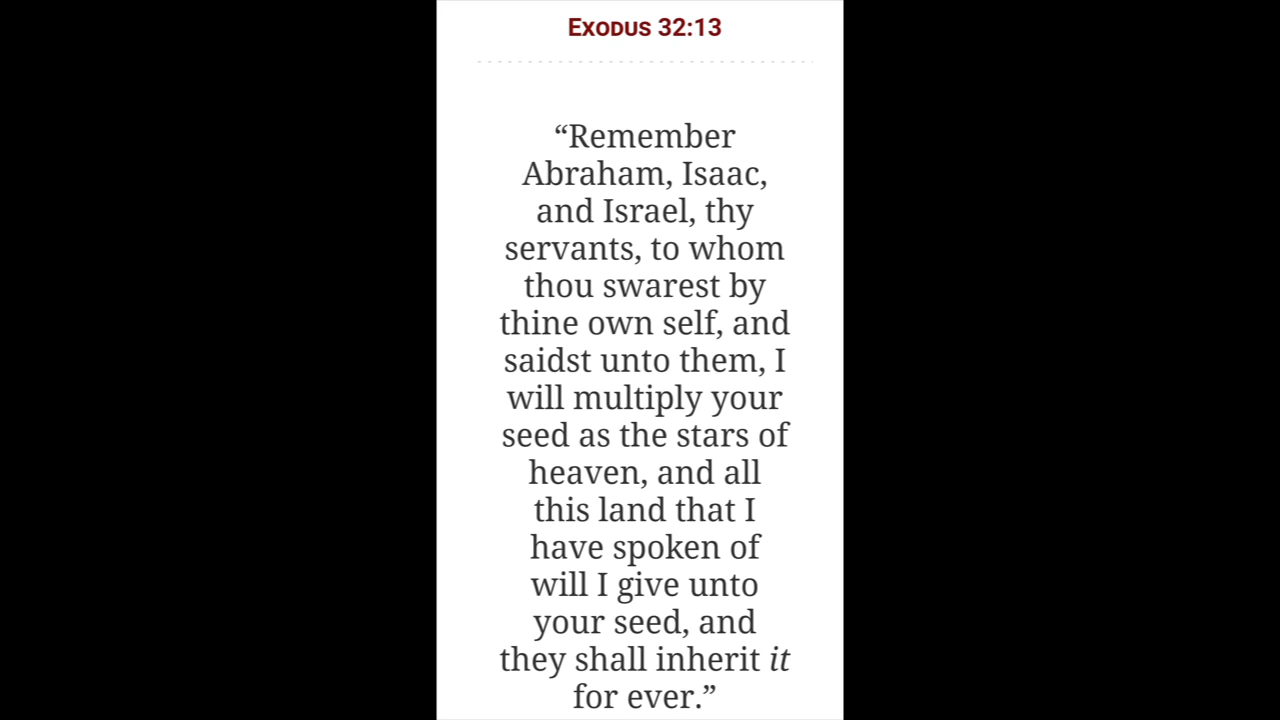 Exodus 32:13
“Remember
Abraham, Isaac,
and Israel, thy
servants, to whom
thou swarest by
thine own self, and
saidst unto them, I
will multiply your
seed as the stars of
heaven, and all
this land that I
have spoken of
will I give unto
your seed, and
they shall inherit it
for ever.”